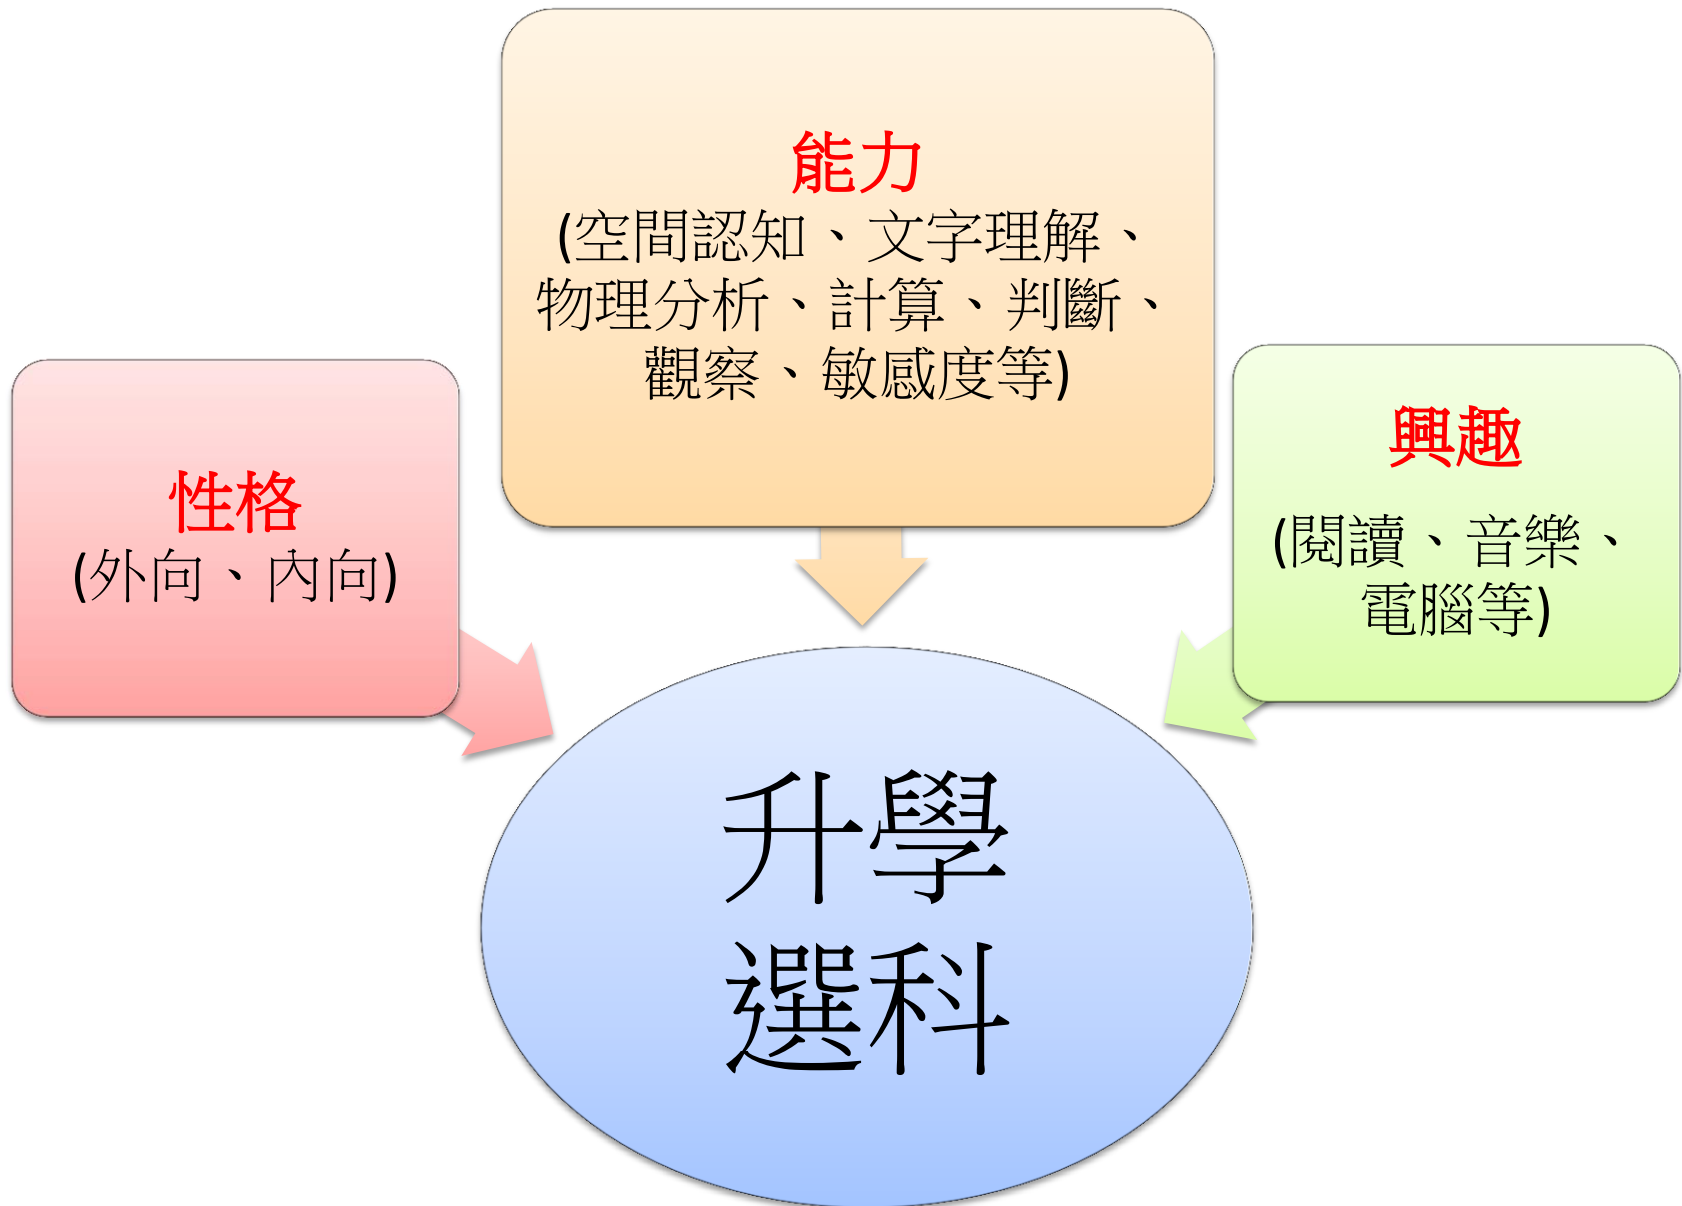 能力
(空間認知、文字理解、
物理分析、計算、判斷、
觀察、敏感度等)
性格
(外向、內向)
興趣
(閱讀、音樂、
電腦等)
升學
選科